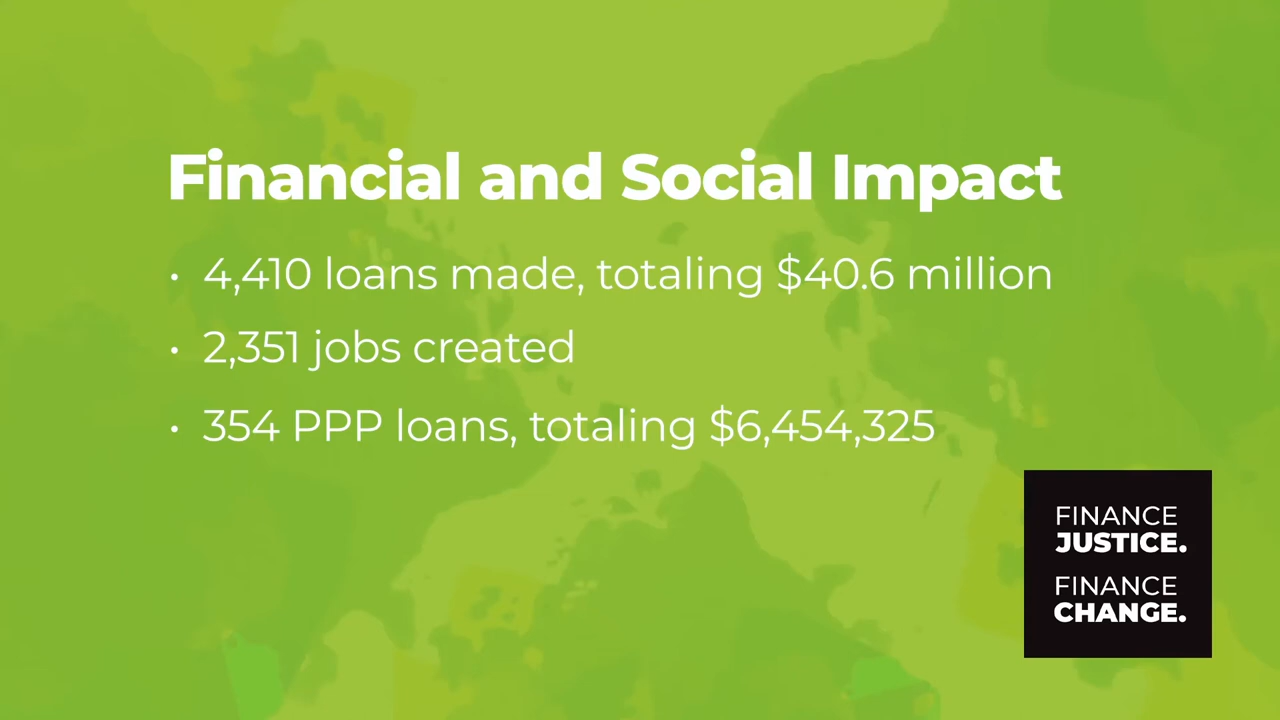 Financial and Social Impact
• 4,410 loans made, totaling $40.6 million
• 2,351 jobs created
• 354 PPP loans, totaling $6,454,325
FINANCE
JUSTICE.
FINANCE
CHANGE.